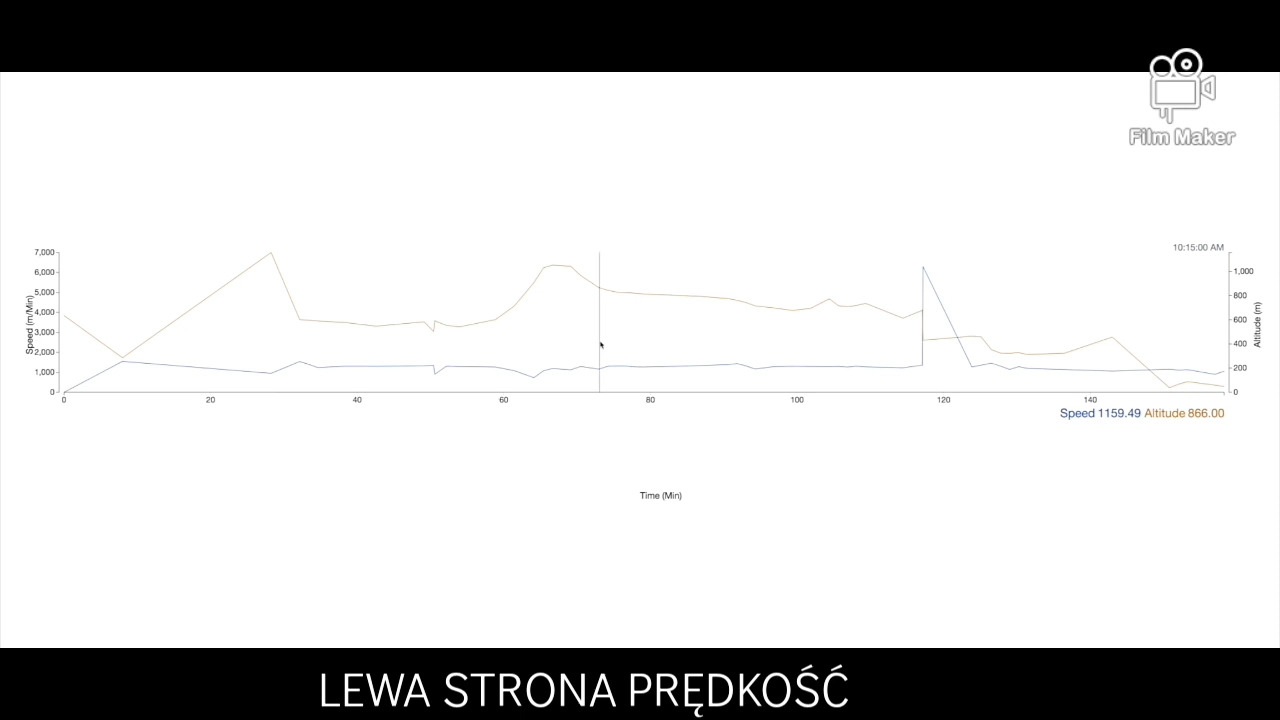 Film Maker
10:15:00 AM
7,000
6,000
5,000
4,000
3,000
2,000
1,000
0
Speed (m/Min)
1,000
800
600
400
200
0
Altitude (m)
0 20 40 60 80 100 120 140
Speed 1159.49 Altitude 866.00
Time (Min)
LEWA STRONA PRĘDKOŚĆ